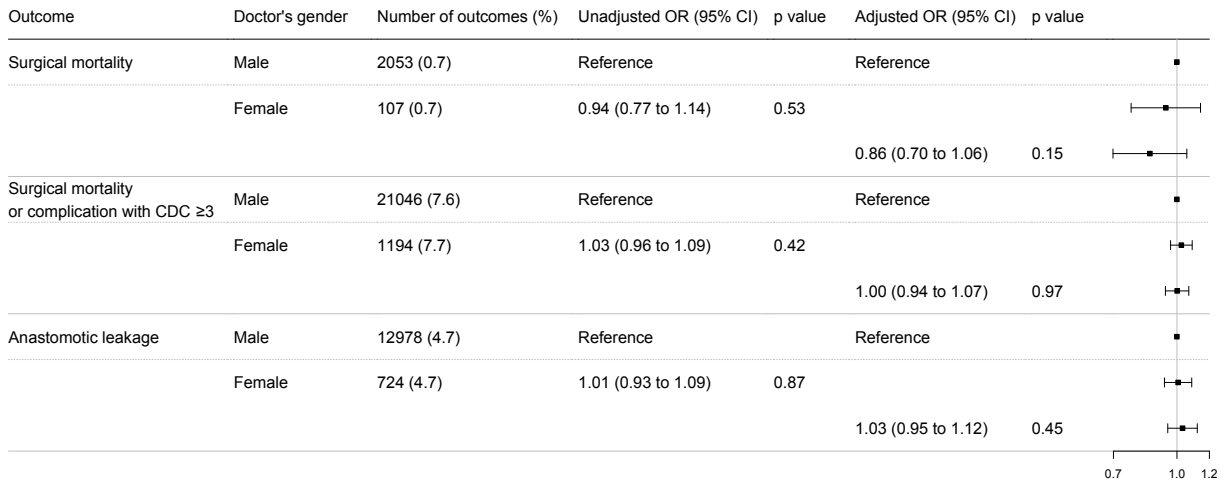 Outcome Doctor's gender Number of outcomes (%) Unadjusted OR (95% CI) p value Adjusted OR (95% CI) p value
Surgical mortality Male 2053 (0.7) Reference Reference
Female 107 (0.7) 0.94 (0.77 to 1.14) 0.53
0.86 (0.70 to 1.06) 0.15
Surgical mortality
or complication with CDC ≥3 Male 21046 (7.6) Reference Reference
Female 1194 (7.7) 1.03 (0.96 to 1.09) 0.42
1.00 (0.94 to 1.07) 0.97
Anastomotic leakage Male 12978 (4.7) Reference Reference
Female 724 (4.7) 1.01 (0.93 to 1.09) 0.87
1.03 (0.95 to 1.12) 0.45
0.7 1.0 1.2